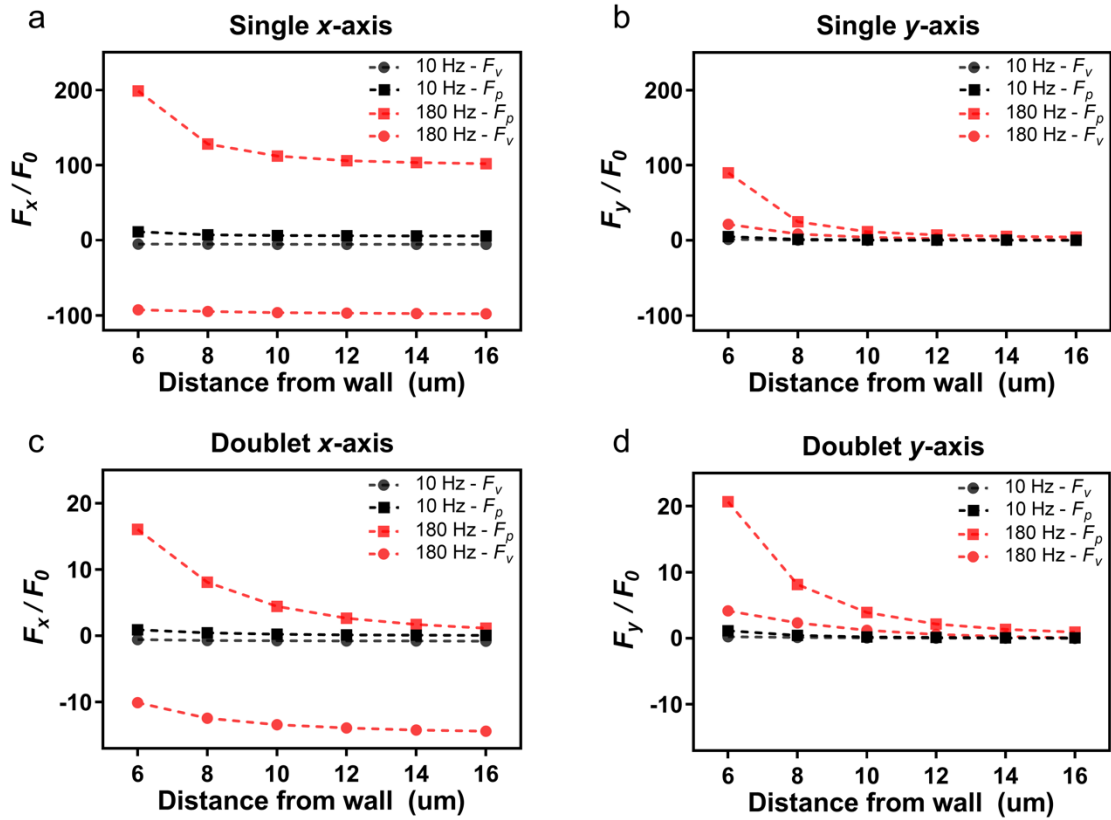 a
Single x-axis
10 Hz - Fv
10 Hz - Fp
180 Hz - Fp
180 Hz - Fv
200
100
0
-100
Fx / F0
6 8 10 12 14 16
Distance from wall (um)
b
Single y-axis
10 Hz - Fv
10 Hz - Fp
180 Hz - Fp
180 Hz - Fv
200
100
0
-100
Fy / F0
6 8 10 12 14 16
Distance from wall (um)
c
Doublet x-axis
10 Hz - Fv
10 Hz - Fp
180 Hz - Fp
180 Hz - Fv
20
10
0
-10
Fx / F0
6 8 10 12 14 16
Distance from wall (um)
d
Doublet y-axis
10 Hz - Fv
10 Hz - Fp
180 Hz - Fp
180 Hz - Fv
20
10
0
-10
Fy / F0
6 8 10 12 14 16
Distance from wall (um)